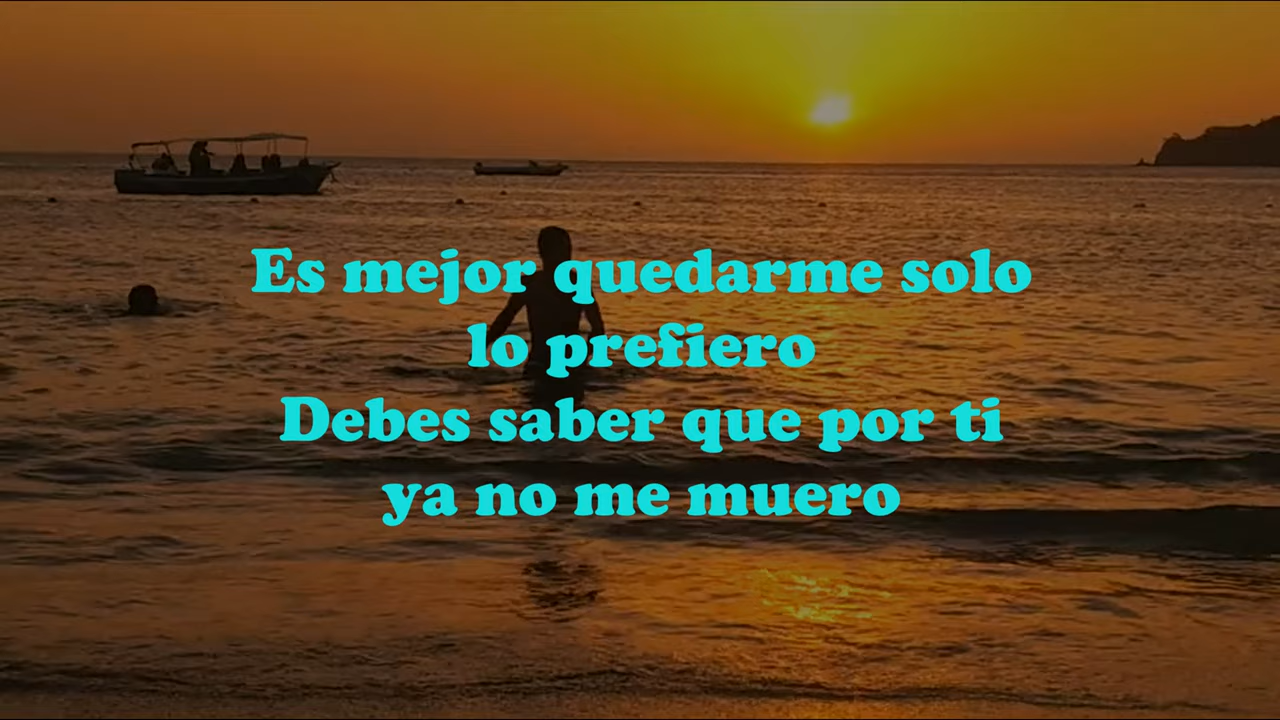 Es mejor quedarme solo
lo prefiero
Debes saber que por ti
ya no me muero